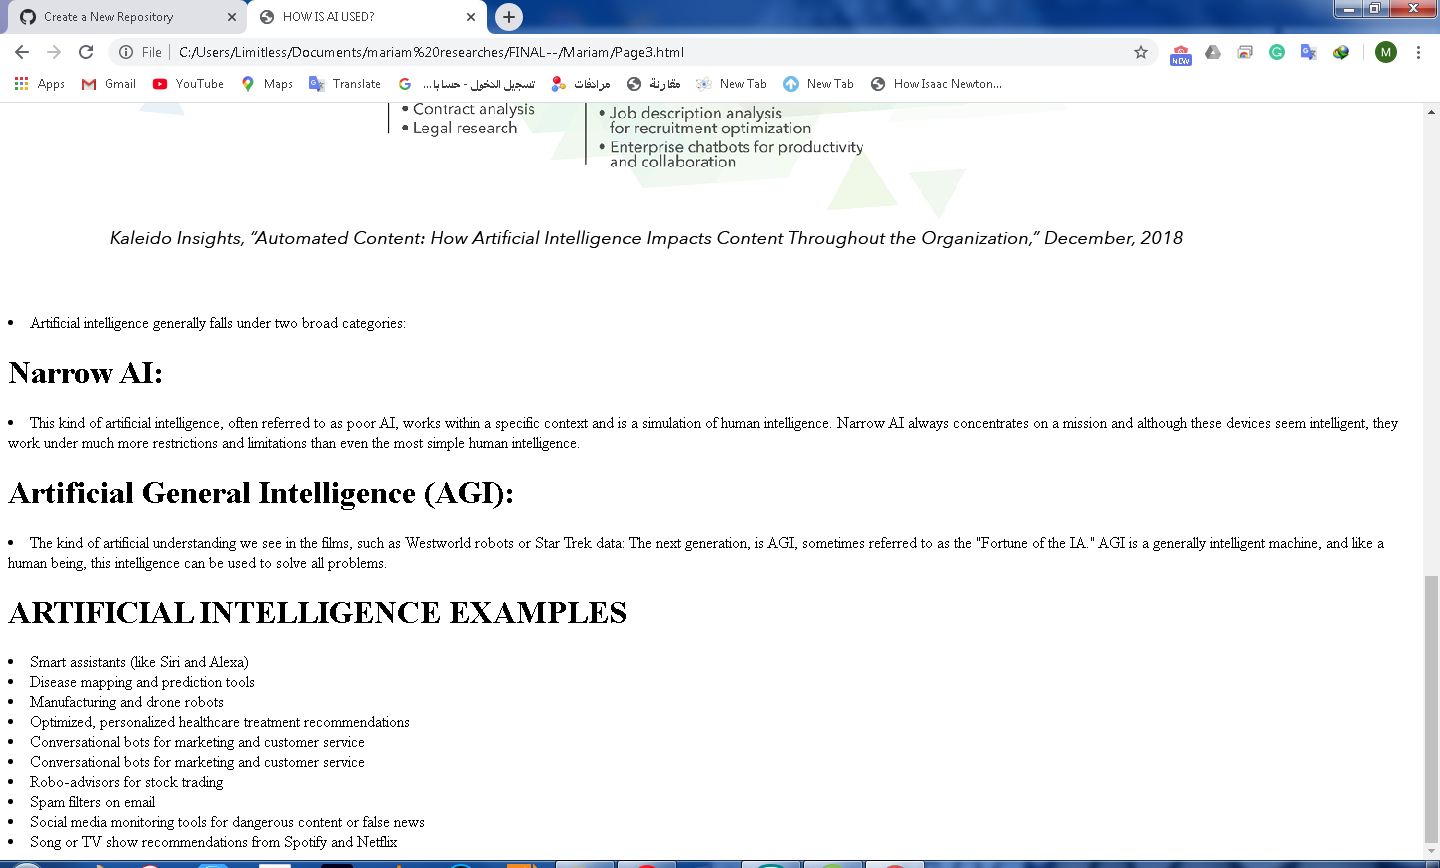 Create a New Repository
HOW IS AI USED?
File
C:/Users/Limitless/Documents/mariam%20researches/FINAL--/Mariam/Page3.html
NEW
G
M
Apps
Gmail
YouTube
Maps
Translate
تسجيل الدخول - حسابا...
مرادفات
مقارنة
New Tab
New Tab
How Isaac Newton...
• Contract analysis
• Legal research
• Job description analysis
for recruitment optimization
• Enterprise chatbots for productivity
and collaboration
Kaleido Insights, “Automated Content: How Artificial Intelligence Impacts Content Throughout the Organization,” December, 2018
• Artificial intelligence generally falls under two broad categories:
Narrow AI:
• This kind of artificial intelligence, often referred to as poor AI, works within a specific context and is a simulation of human intelligence. Narrow AI always concentrates on a mission and although these devices seem intelligent, they
work under much more restrictions and limitations than even the most simple human intelligence.
Artificial General Intelligence (AGI):
• The kind of artificial understanding we see in the films, such as Westworld robots or Star Trek data: The next generation, is AGI, sometimes referred to as the "Fortune of the IA." AGI is a generally intelligent machine, and like a
human being, this intelligence can be used to solve all problems.
ARTIFICIAL INTELLIGENCE EXAMPLES
• Smart assistants (like Siri and Alexa)
• Disease mapping and prediction tools
• Manufacturing and drone robots
• Optimized, personalized healthcare treatment recommendations
• Conversational bots for marketing and customer service
• Conversational bots for marketing and customer service
• Robo-advisors for stock trading
• Spam filters on email
• Social media monitoring tools for dangerous content or false news
• Song or TV show recommendations from Spotify and Netflix